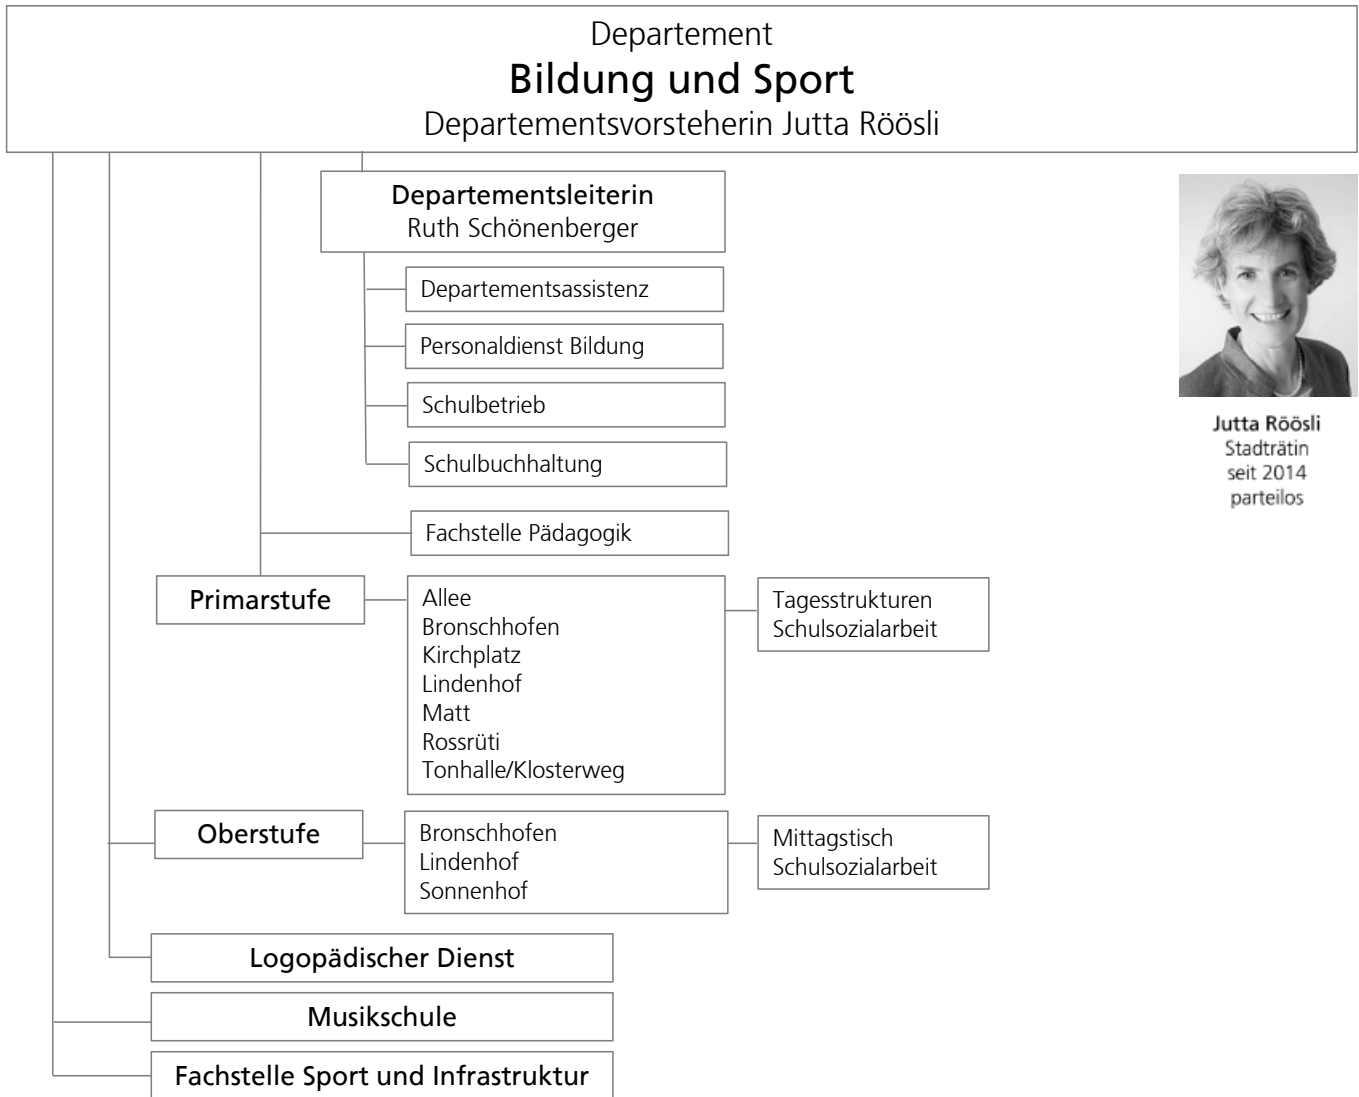 Departement
Bildung und Sport
Departementsvorsteherin Jutta Röösli
Departementsleiterin
Ruth Schönenberger
Departementsassistenz
Personaldienst Bildung
Schulbetrieb
Schulbuchhaltung
Jutta Röösli
Stadträtin
seit 2014
parteilos
Fachstelle Pädagogik
Primarstufe
Allee
Bronschhofen
Kirchplatz
Lindenhof
Matt
Rossrüti
Tonhalle/Klosterweg
Tagesstrukturen
Schulsozialarbeit
Oberstufe
Bronschhofen
Lindenhof
Sonnenhof
Mittagstisch
Schulsozialarbeit
Logopädischer Dienst
Musikschule
Fachstelle Sport und Infrastruktur